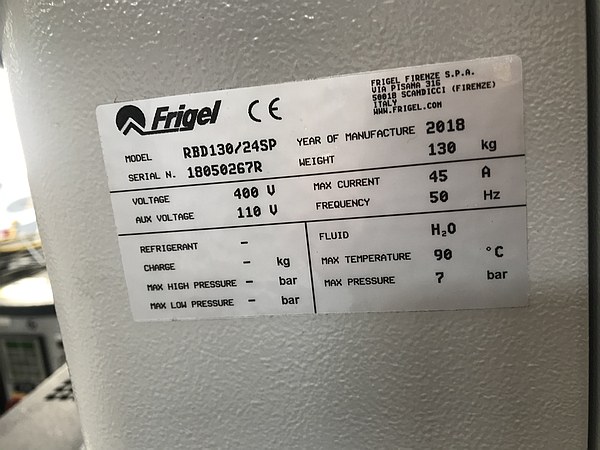 Frigel CE
FRIGEL FIRENZE S.P.A.
VIA PISANA 316
50018 SCANDICCI (FIRENZE)
ITALY
WWW.FRIGEL.COM
MODEL RBD130/24SP
SERIAL N. 18050267R
YEAR OF MANUFACTURE 2018
WEIGHT 130 kg
VOLTAGE 400 V
AUX VOLTAGE 110 V
MAX CURRENT 45 A
FREQUENCY 50 Hz
REFRIGERANT -
CHARGE - kg
MAX HIGH PRESSURE - bar
MAX LOW PRESSURE - bar
FLUID H₂O
MAX TEMPERATURE 90 °C
MAX PRESSURE 7 bar